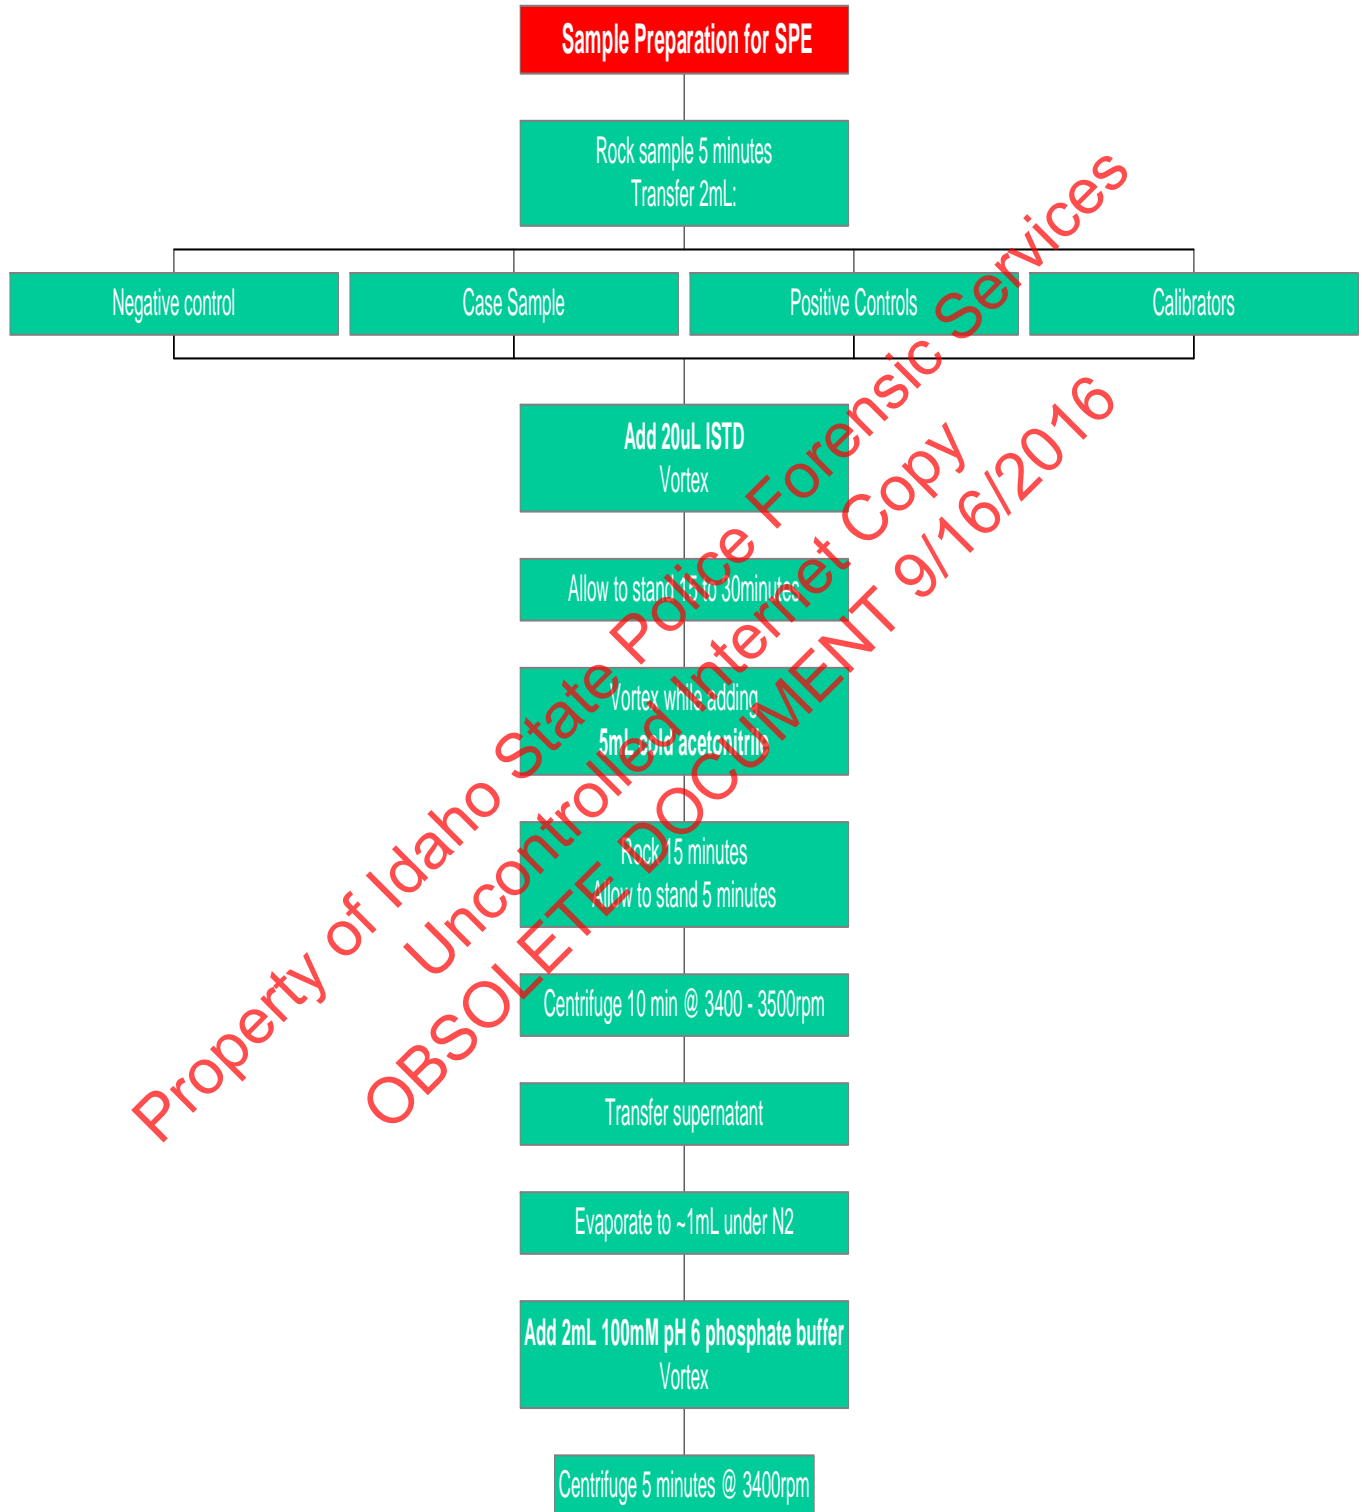 Sample Preparation for SPE
Rock sample 5 minutes
Transfer 2mL:
Negative control
Case Sample
Positive Controls
Calibrators
Add 20uL ISTD
Vortex
Allow to stand 15 to 30minutes
Vortex while adding
5mL cold acetonitrile
Rock 15 minutes
Allow to stand 5 minutes
Centrifuge 10 min @ 3400 - 3500rpm
Transfer supernatant
Evaporate to ~1mL under N2
Add 2mL 100mM pH 6 phosphate buffer
Vortex
Centrifuge 5 minutes @ 3400rpm
Property of Idaho State Police Forensic Services
Uncontrolled Internet Copy
OBSOLETE DOCUMENT 9/16/2016